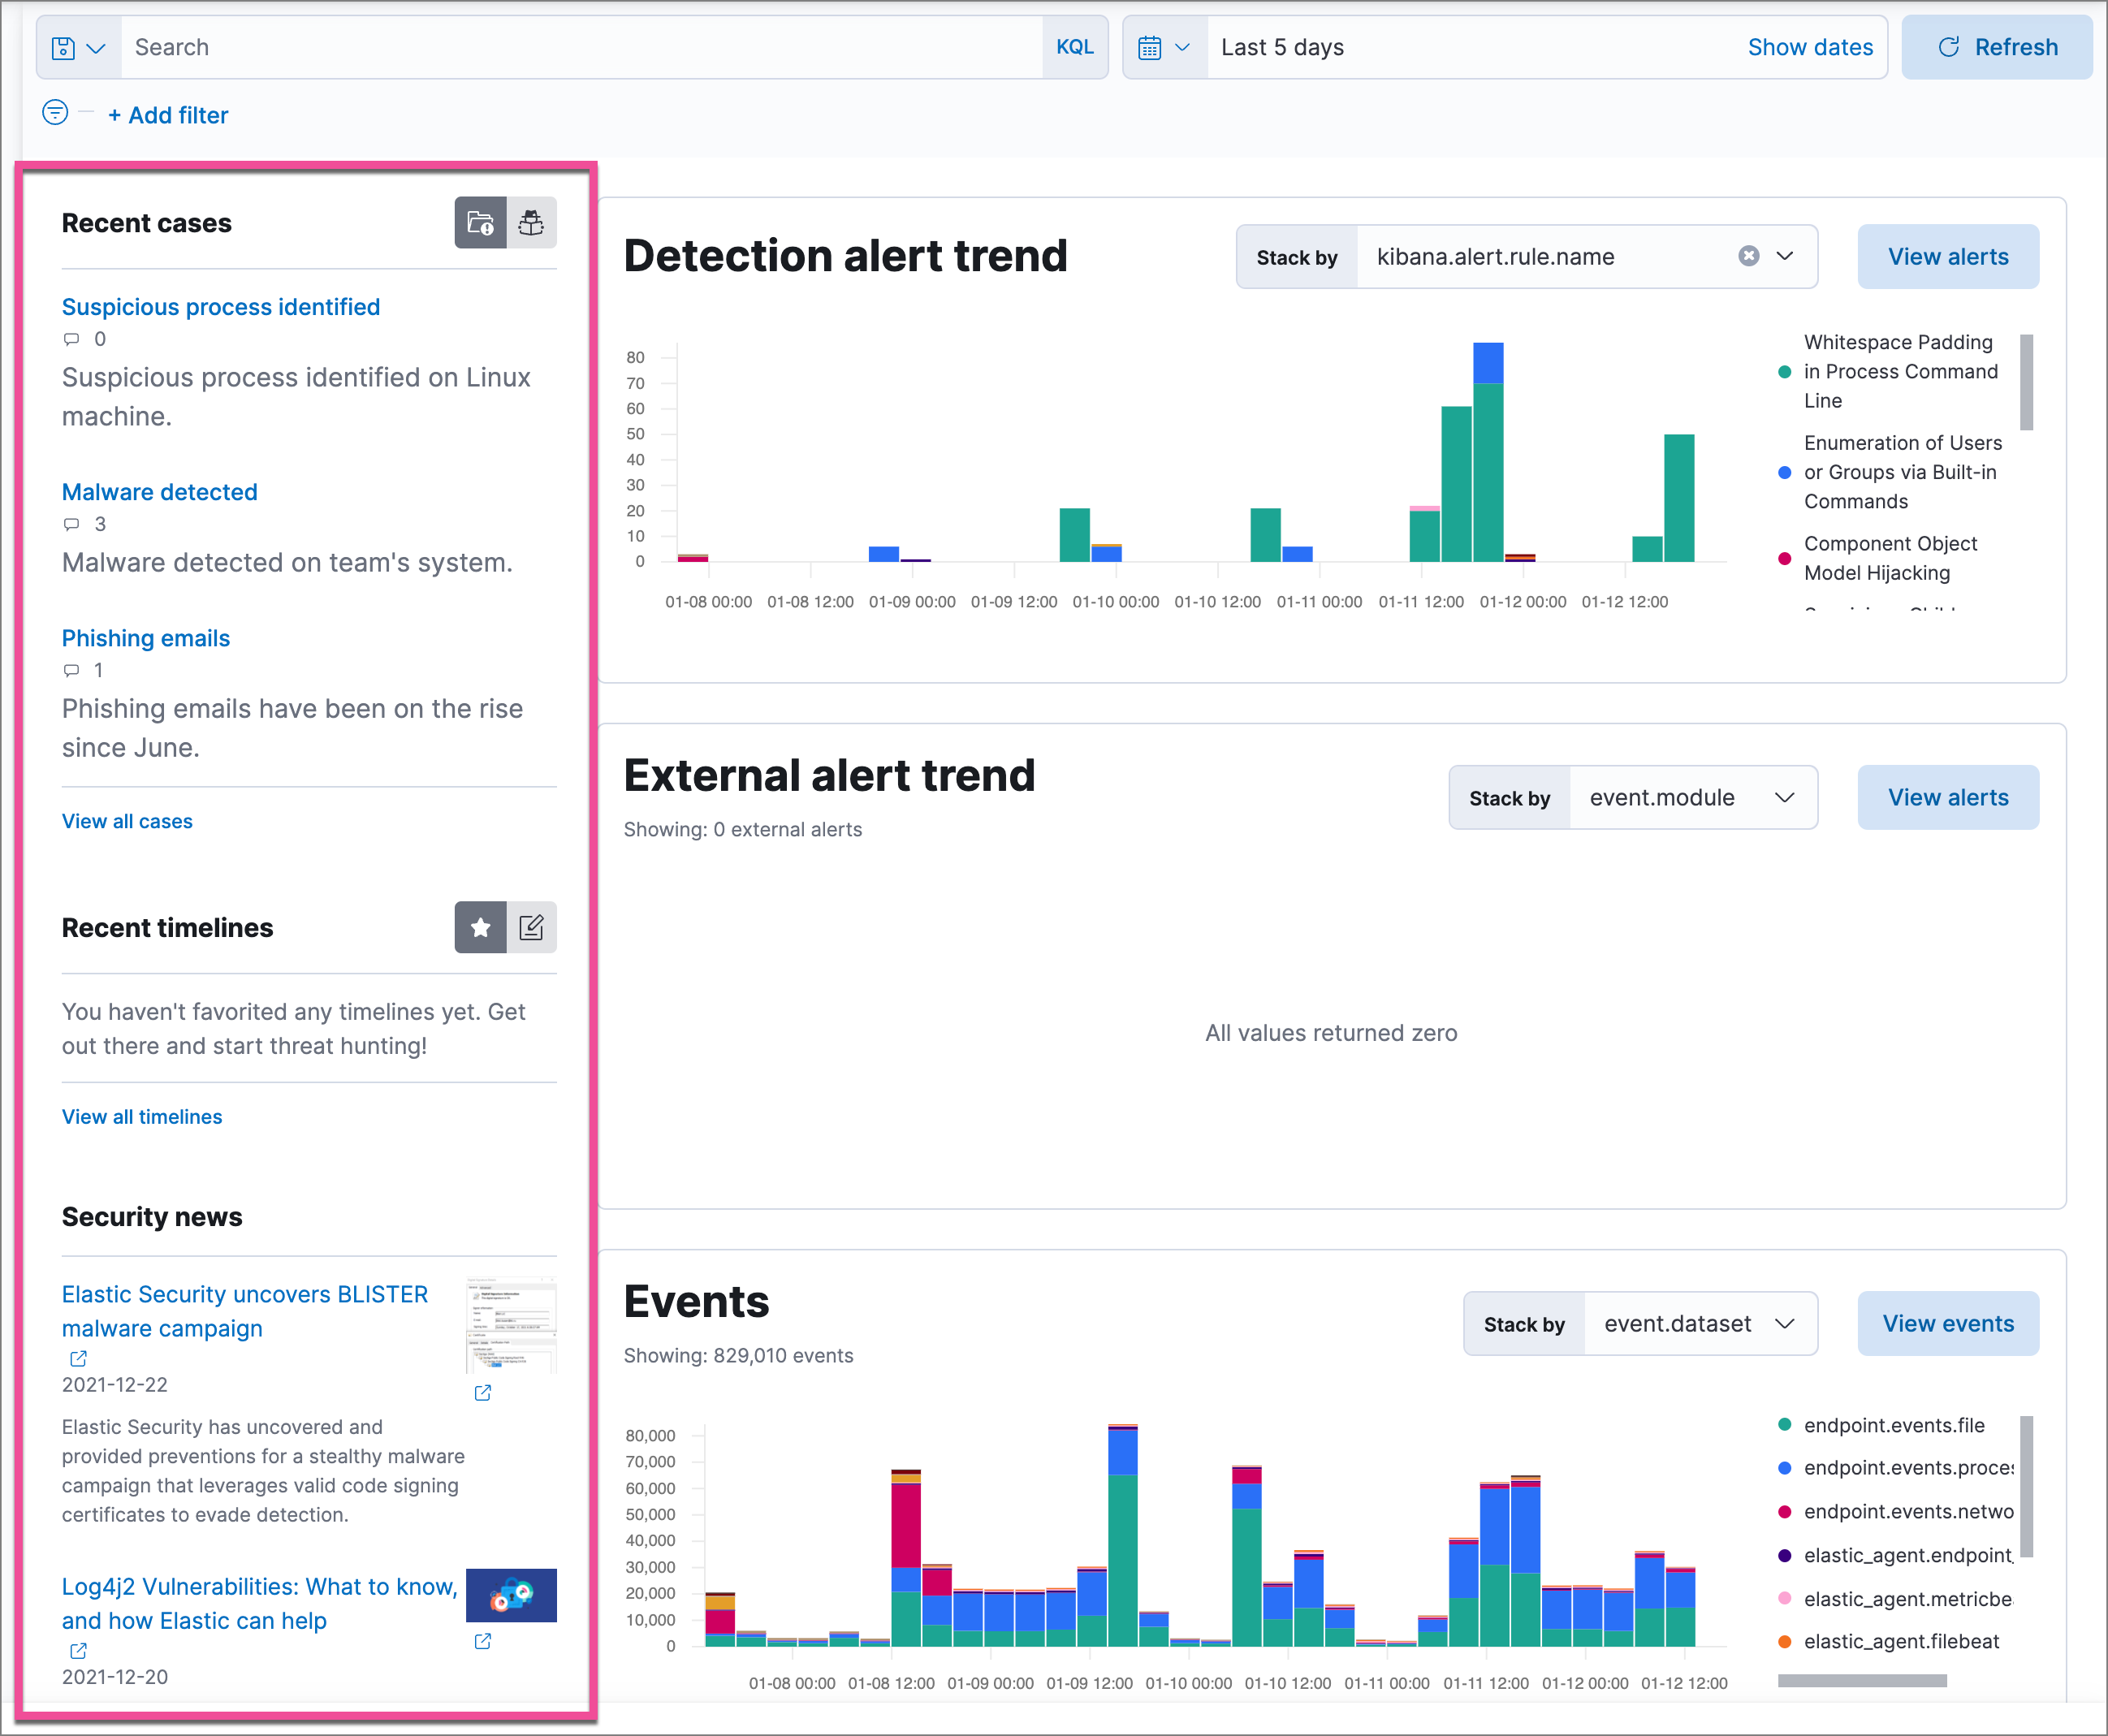 Search
KQL
Last 5 days
Show dates
Refresh
+ Add filter
Recent cases
Suspicious process identified
0
Suspicious process identified on Linux
machine.
Malware detected
3
Malware detected on team's system.
Phishing emails
1
Phishing emails have been on the rise
since June.
View all cases
Recent timelines
You haven't favorited any timelines yet. Get
out there and start threat hunting!
View all timelines
Security news
Elastic Security uncovers BLISTER
malware campaign
2021-12-22
Elastic Security has uncovered and
provided preventions for a stealthy malware
campaign that leverages valid code signing
certificates to evade detection.
Log4j2 Vulnerabilities: What to know,
and how Elastic can help
2021-12-20
Detection alert trend
Stack by
kibana.alert.rule.name
View alerts
80
70
60
50
40
30
20
10
0
01-08 00:00
01-08 12:00
01-09 00:00
01-09 12:00
01-10 00:00
01-10 12:00
01-11 00:00
01-11 12:00
01-12 00:00
01-12 12:00
Whitespace Padding
in Process Command
Line
Enumeration of Users
or Groups via Built-in
Commands
Component Object
Model Hijacking
External alert trend
Showing: 0 external alerts
Stack by
event.module
View alerts
All values returned zero
Events
Showing: 829,010 events
Stack by
event.dataset
View events
80,000
70,000
60,000
50,000
40,000
30,000
20,000
10,000
0
01-08 00:00
01-08 12:00
01-09 00:00
01-09 12:00
01-10 00:00
01-10 12:00
01-11 00:00
01-11 12:00
01-12 00:00
01-12 12:00
endpoint.events.file
endpoint.events.proces
endpoint.events.netwo
elastic_agent.endpoint_
elastic_agent.metricbe
elastic_agent.filebeat